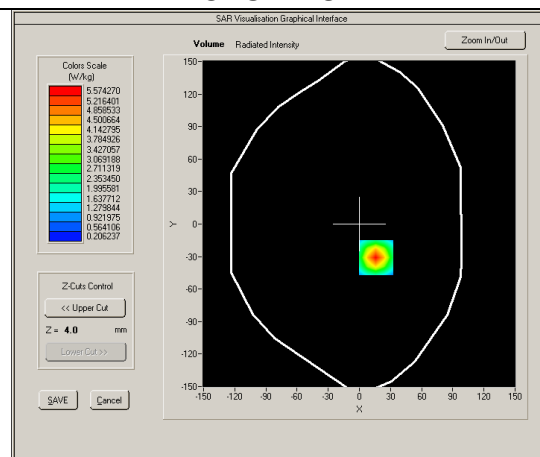 SAR Visualisation Graphical Interface
Volume Radiated Intensity
Zoom In/Out
Colors Scale
(W/kg)
5.574270
5.216401
4.858533
4.500664
4.142795
3.784926
3.427057
3.069188
2.711319
2.353450
1.995581
1.637712
1.279844
0.921975
0.564106
0.206237
Z-Cuts Control
<< Upper Cut
Z = 4.0 mm
Lower Cut >>
SAVE Cancel
Y
150
120
90
60
30
0
-30
-60
-90
-120
-150
-150 -120 -90 -60 -30 0 30 60 90 120 150
X